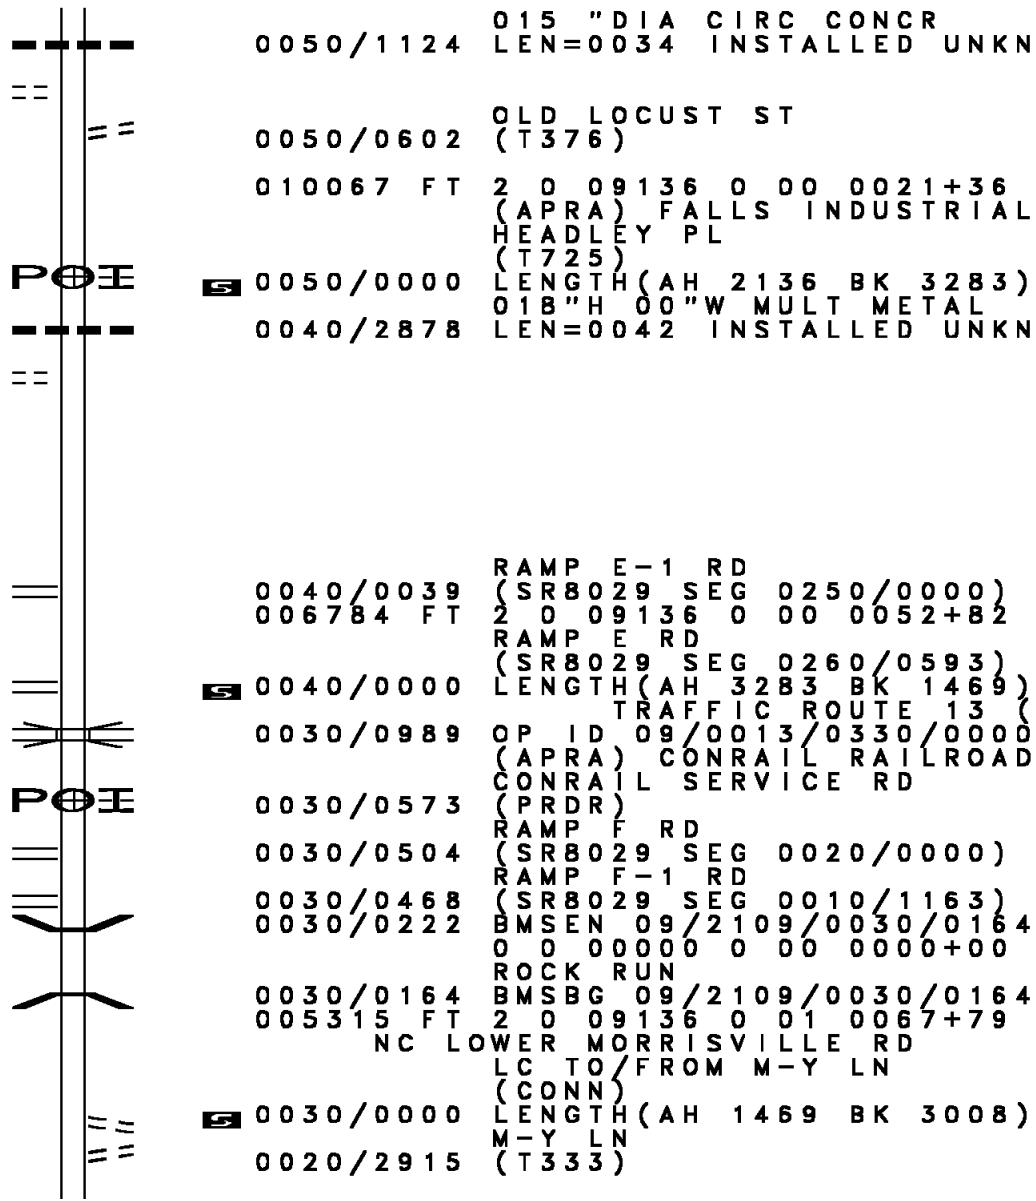 015 "DIA CIRC CONCR
0050/1124 LEN=0034 INSTALLED UNKN
OLD LOCUST ST
0050/0602 (T376)
010067 FT 2 0 09136 0 00 0021+36
(APRA) FALLS INDUSTRIAL
HEADLEY PL
(T725)
POI
S 0050/0000 LENGTH(AH 2136 BK 3283)
018"H 00"W MULT METAL
0040/2878 LEN=0042 INSTALLED UNKN
RAMP E-1 RD
0040/0039 (SR8029 SEG 0250/0000)
006784 FT 2 0 09136 0 00 0052+82
RAMP E RD
(SR8029 SEG 0260/0593)
S 0040/0000 LENGTH(AH 3283 BK 1469)
TRAFFIC ROUTE 13 (
0030/0989 OP ID 09/0013/0330/0000
(APRA) CONRAIL RAILROAD
CONRAIL SERVICE RD
POI
0030/0573 (PRDR)
RAMP F RD
0030/0504 (SR8029 SEG 0020/0000)
RAMP F-1 RD
0030/0468 (SR8029 SEG 0010/1163)
0030/0222 BMSEN 09/2109/0030/0164
0 0 00000 0 00 0000+00
ROCK RUN
0030/0164 BMSBG 09/2109/0030/0164
005315 FT 2 0 09136 0 01 0067+79
NC LOWER MORRISVILLE RD
LC TO/FROM M-Y LN
(CONN)
S 0030/0000 LENGTH(AH 1469 BK 3008)
M-Y LN
0020/2915 (T333)